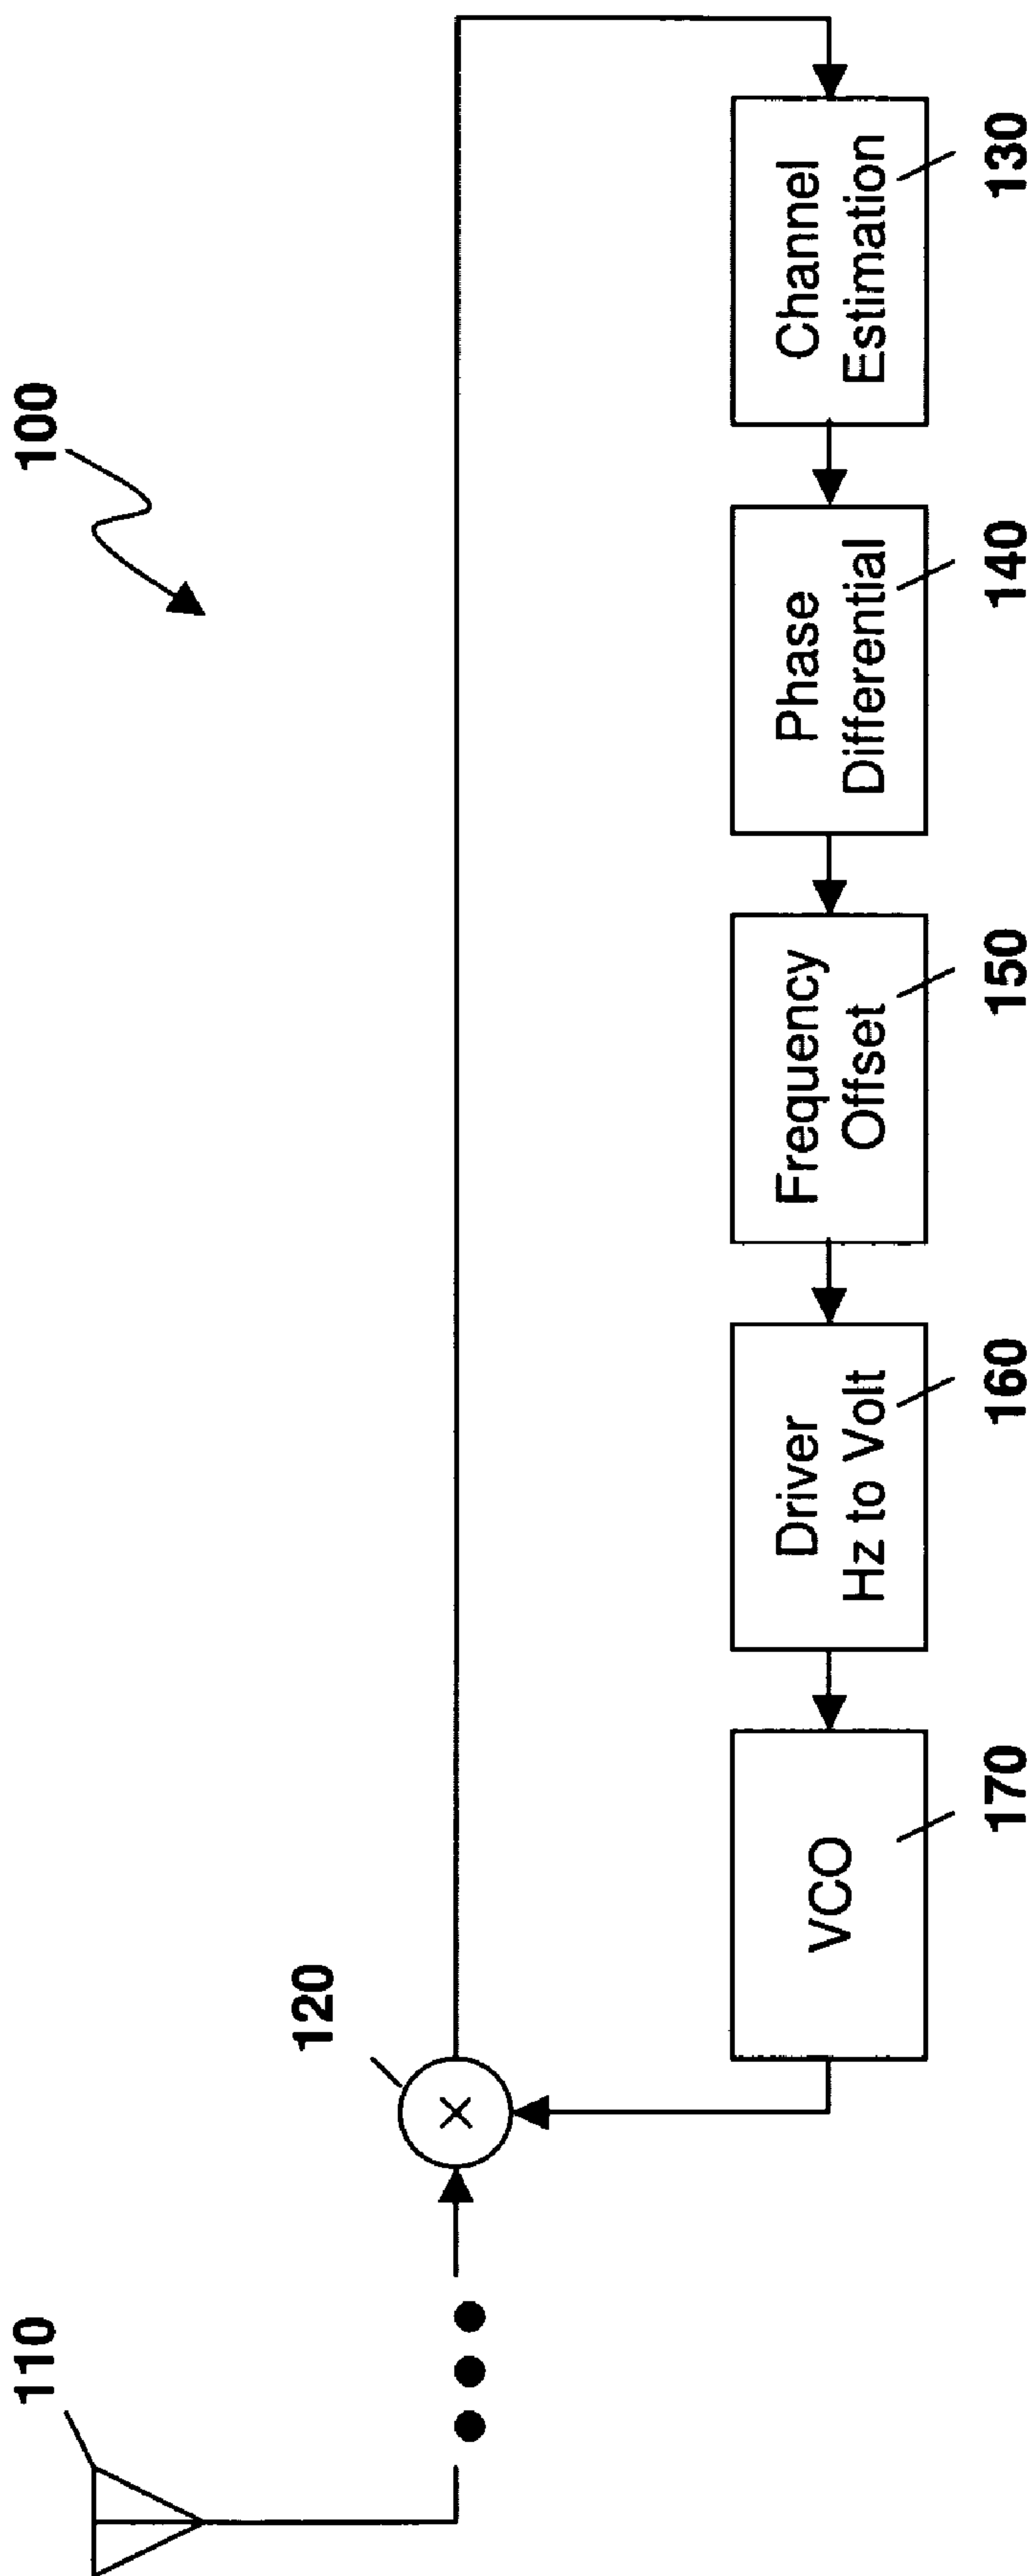 100
110
120
VCO
170
Driver
Hz to Volt
160
Frequency
Offset
150
Phase
Differential
140
Channel
Estimation
130